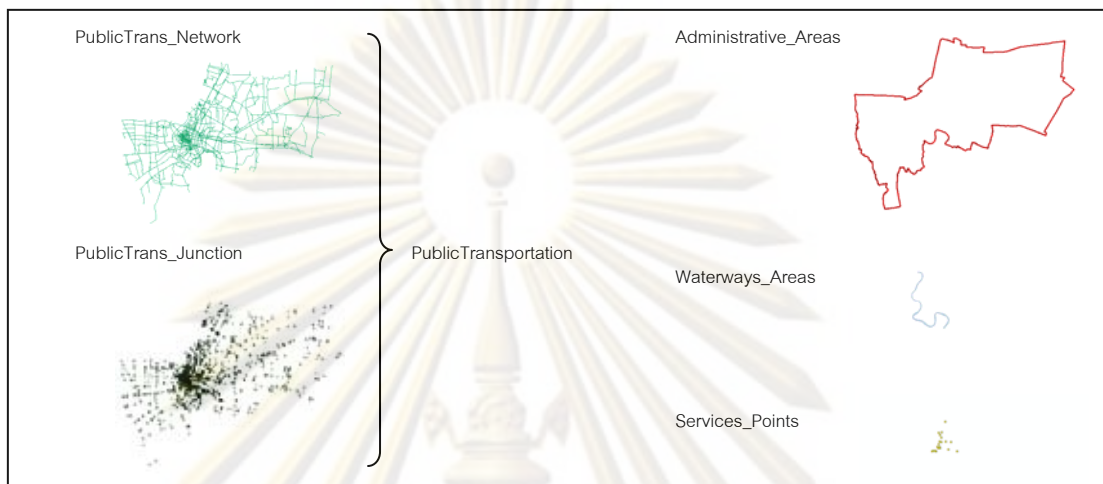 PublicTrans_Network
PublicTrans_Junction
PublicTransportation
Administrative_Areas
Waterways_Areas
Services_Points